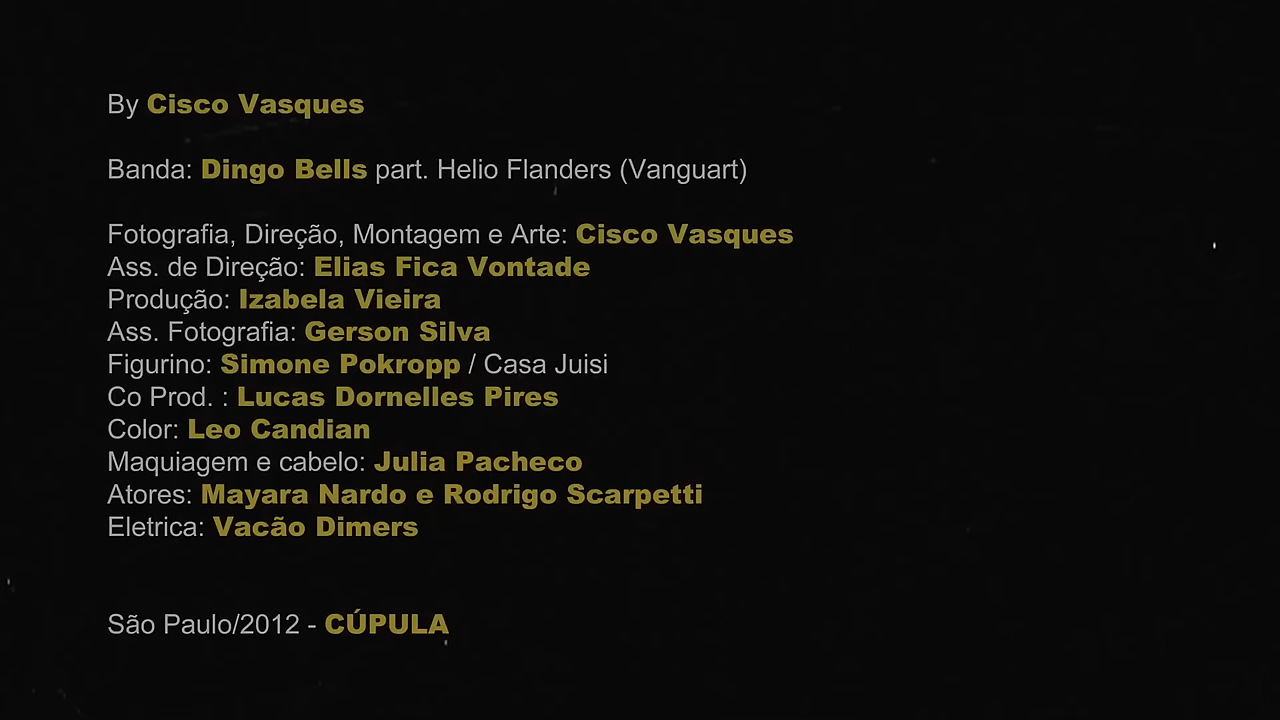 By Cisco Vasques
Banda: Dingo Bells part. Helio Flanders (Vanguart)
Fotografia, Direção, Montagem e Arte: Cisco Vasques
Ass. de Direção: Elias Fica Vontade
Produção: Izabela Vieira
Ass. Fotografia: Gerson Silva
Figurino: Simone Pokropp / Casa Juisi
Co Prod. : Lucas Dornelles Pires
Color: Leo Candian
Maquiagem e cabelo: Julia Pacheco
Atores: Mayara Nardo e Rodrigo Scarpetti
Eletrica: Vacão Dimers
São Paulo/2012 - CÚPULA